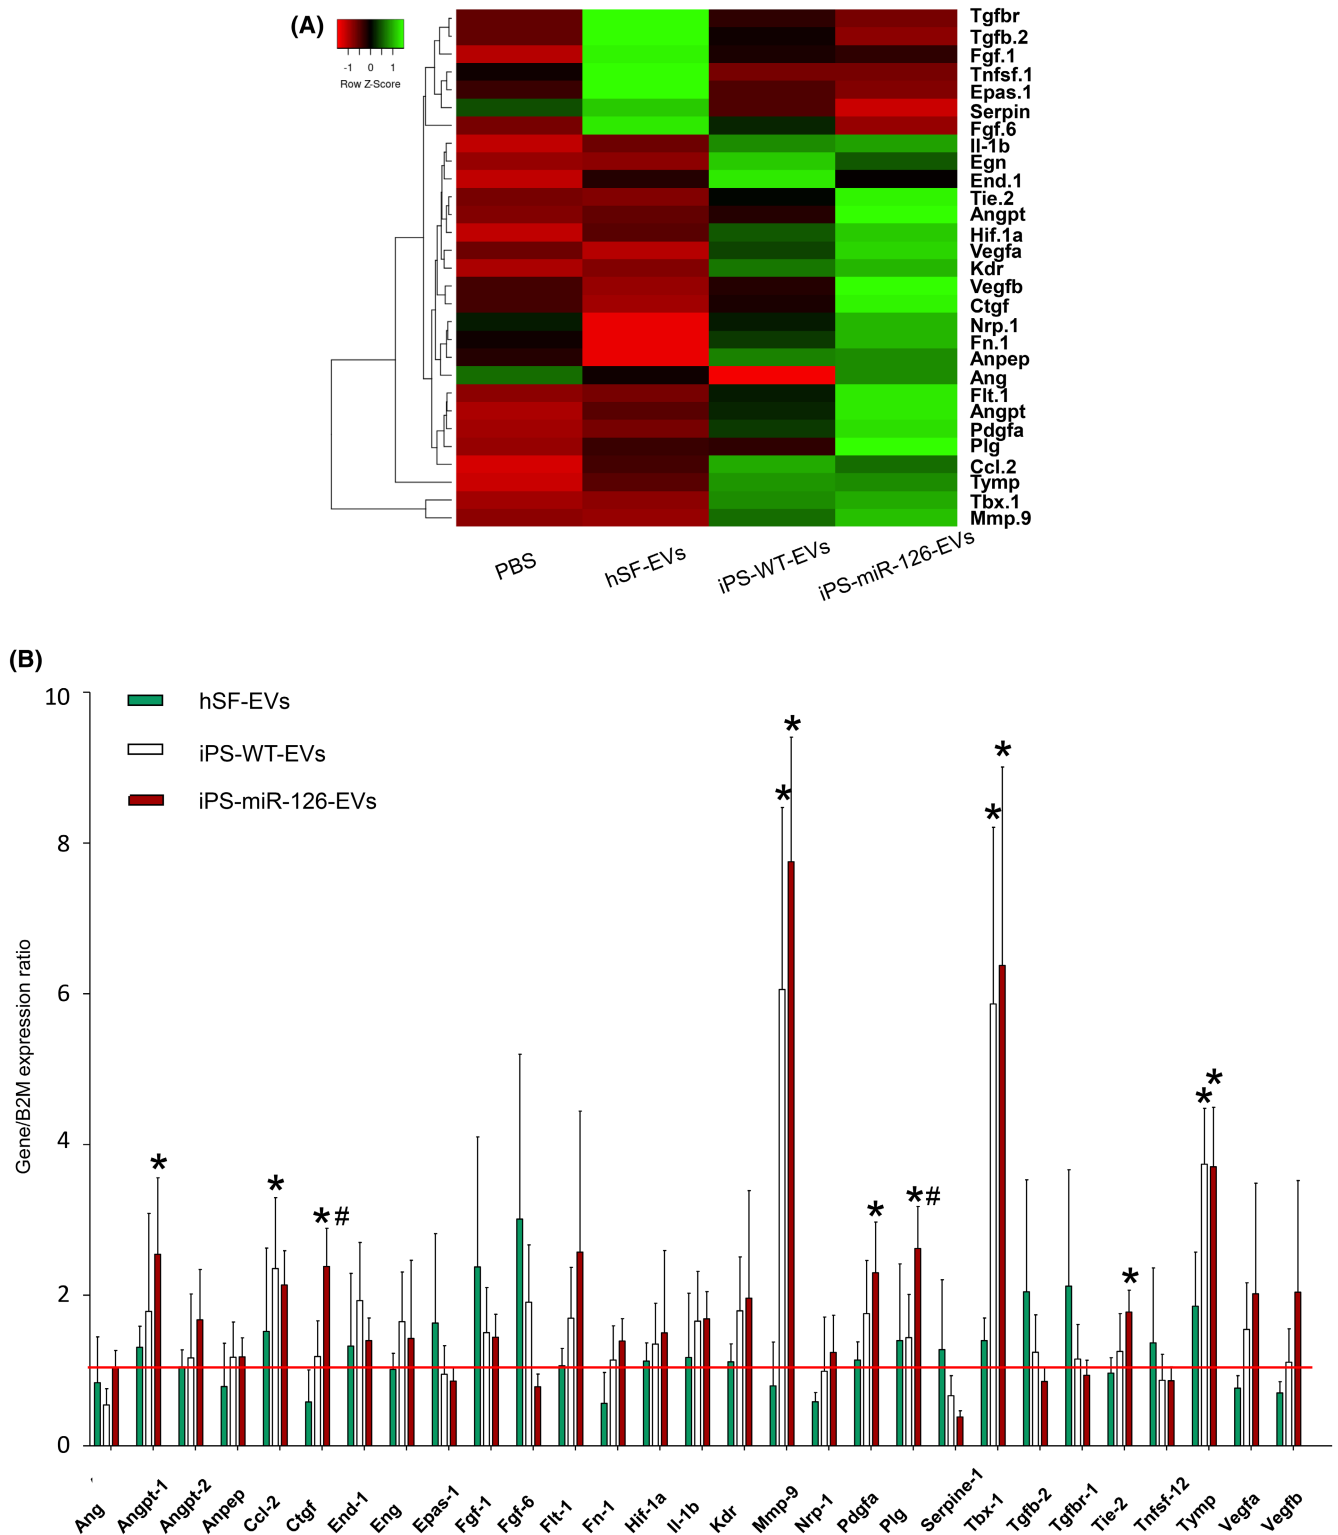 (A)
-1 0 1
Row Z-Score
Tgfbr
Tgfb.2
Fgf.1
Tnfsf.1
Epas.1
Serpin
Fgf.6
Il-1b
Egn
End.1
Tie.2
Angpt
Hif.1a
Vegfa
Kdr
Vegfb
Ctgf
Nrp.1
Fn.1
Anpep
Ang
Flt.1
Angpt
Pdgfa
Plg
Ccl.2
Tymp
Tbx.1
Mmp.9
PBS hSF-EVs iPS-WT-EVs iPS-miR-126-EVs
(B)
hSF-EVs
iPS-WT-EVs
iPS-miR-126-EVs
Gene/B2M expression ratio
10
8
6
4
2
0
* * * *
* *
* * * # * * # *
Ang Angpt-1 Angpt-2 Anpep Ccl-2 Ctgf End-1 Eng Epas-1 Fgf-1 Fgf-6 Flt-1 Fn-1 Hif-1a Il-1b Kdr Mmp-9 Nrp-1 Pdgfa Plg Serpine-1 Tbx-1 Tgfb-2 Tgfbr-1 Tie-2 Tnfsf-12 Tymp Vegfa Vegfb